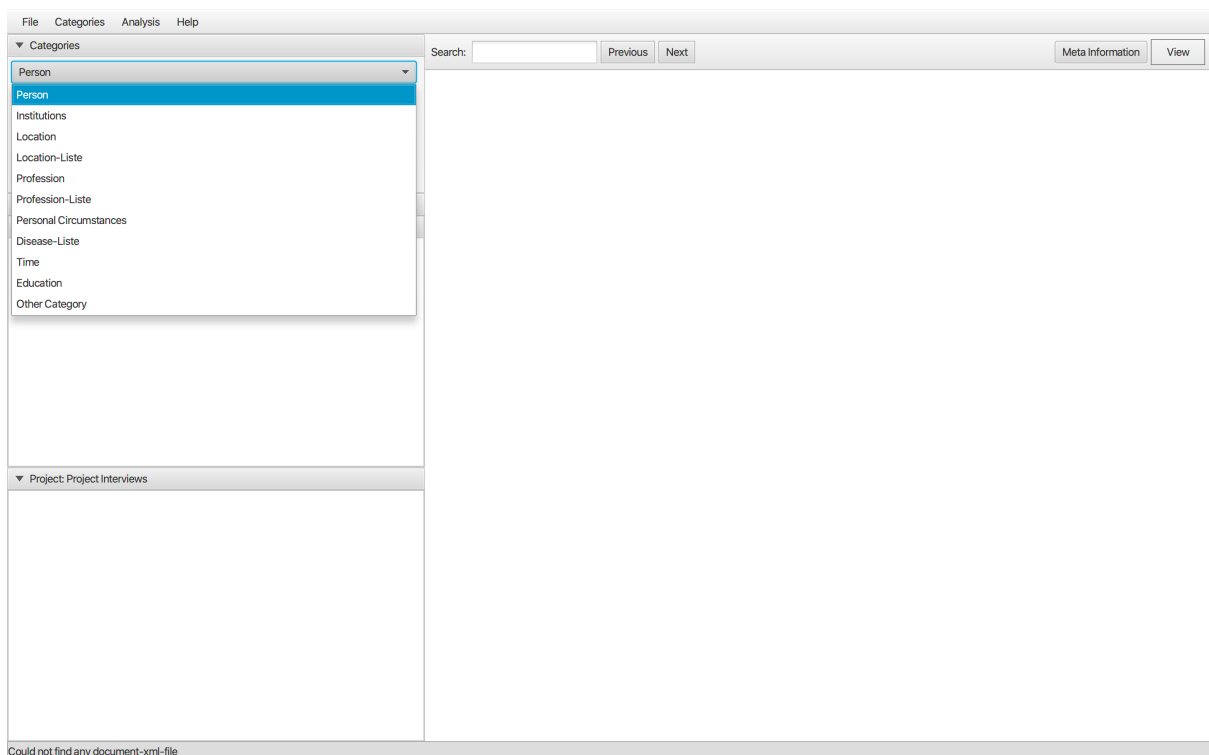 File Categories Analysis Help
Categories
Search: Previous Next Meta Information View
Person
Person
Institutions
Location
Location-Liste
Profession
Profession-Liste
Personal Circumstances
Disease-Liste
Time
Education
Other Category
Project: Project Interviews
Could not find any document-xml-file